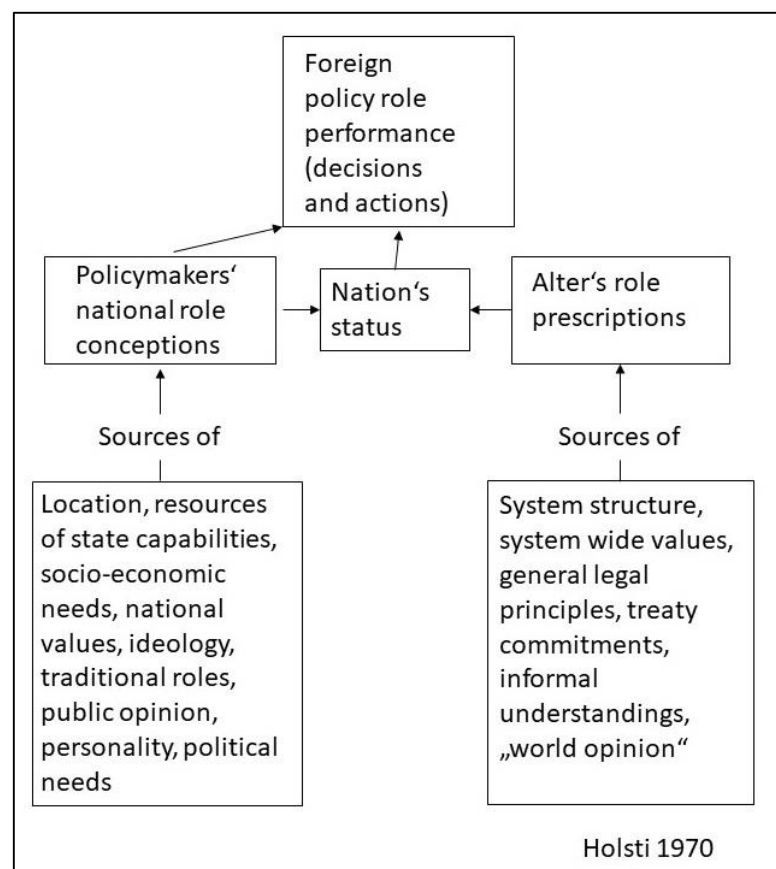 Foreign
policy role
performance
(decisions
and actions)
Policymakers‘
national role
conceptions
Nation‘s
status
Alter‘s role
prescriptions
Sources of
Sources of
Location, resources
of state capabilities,
socio-economic
needs, national
values, ideology,
traditional roles,
public opinion,
personality, political
needs
System structure,
system wide values,
general legal
principles, treaty
commitments,
informal
understandings,
„world opinion“
Holsti 1970